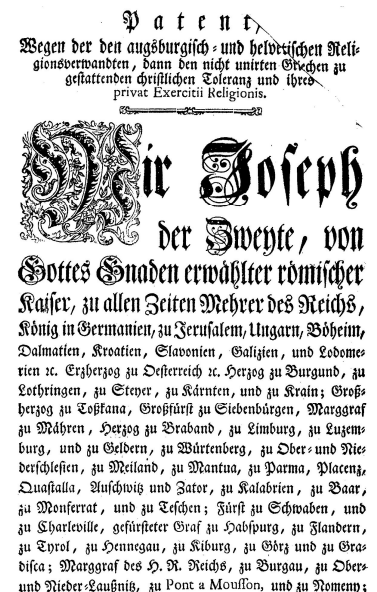 Patent,
Wegen der den augsburgisch- und helvetischen Reli-
gionsverwandten, dann den nicht unirten Griechen zu
gestattenden christlichen Toleranz und ihres
privat Exercitii Religionis.
Wir Joseph
der Zweyte, von
Gottes Gnaden erwählter römischer
Kaiser, zu allen Zeiten Mehrer des Reichs,
König in Germanien, zu Jerusalem, Ungarn, Böheim,
Dalmatien, Kroatien, Slavonien, Galizien, und Lodome-
rien ꝛc. Erzherzog zu Oesterreich ꝛc. Herzog zu Burgund, zu
Lothringen, zu Steyer, zu Kärnten, und zu Krain; Groß-
herzog zu Toßkana, Großfürst zu Siebenbürgen, Marggraf
zu Mähren, Herzog zu Braband, zu Limburg, zu Luzem-
burg, und zu Geldern, zu Würtenberg, zu Ober- und Nie-
derschlesien, zu Meiland, zu Mantua, zu Parma, Placenz,
Quastalla, Auschwitz und Zator, zu Kalabrien, zu Baar,
zu Monferrat, und zu Teschen; Fürst zu Schwaben, und
zu Charleville, gefürsteter Graf zu Habspurg, zu Flandern,
zu Tyrol, zu Hennegau, zu Kiburg, zu Görz und zu Gra-
disca; Marggraf des H. R. Reichs, zu Burgau, zu Ober-
und Nieder-Laußnitz, zu Pont a Mousson, und zu Nomeny;